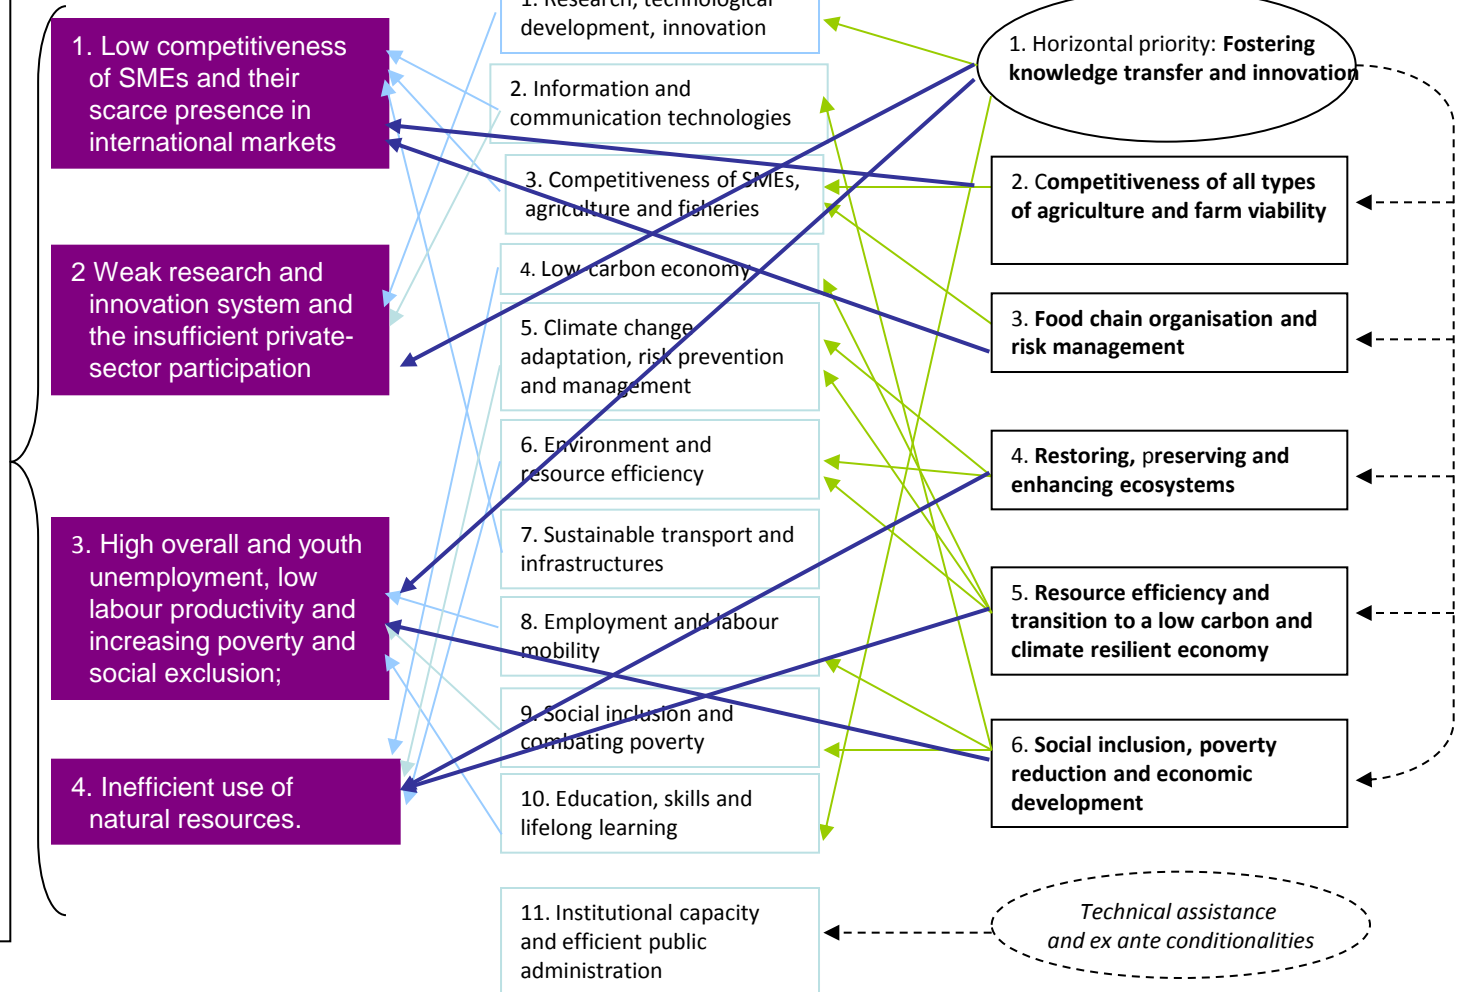 1. Low competitiveness
of SMEs and their
scarce presence in
international markets
2 Weak research and
innovation system and
the insufficient private-
sector participation
3. High overall and youth
unemployment, low
labour productivity and
increasing poverty and
social exclusion;
4. Inefficient use of
natural resources.
1. Research, technological
development, innovation
2. Information and
communication technologies
3. Competitiveness of SMEs,
agriculture and fisheries
4. Low-carbon economy
5. Climate change
adaptation, risk prevention
and management
6. Environment and
resource efficiency
7. Sustainable transport and
infrastructures
8. Employment and labour
mobility
9. Social inclusion and
combating poverty
10. Education, skills and
lifelong learning
11. Institutional capacity
and efficient public
administration
1. Horizontal priority: Fostering
knowledge transfer and innovation
2. Competitiveness of all types
of agriculture and farm viability
3. Food chain organisation and
risk management
4. Restoring, preserving and
enhancing ecosystems
5. Resource efficiency and
transition to a low carbon and
climate resilient economy
6. Social inclusion, poverty
reduction and economic
development
Technical assistance
and ex ante conditionalities